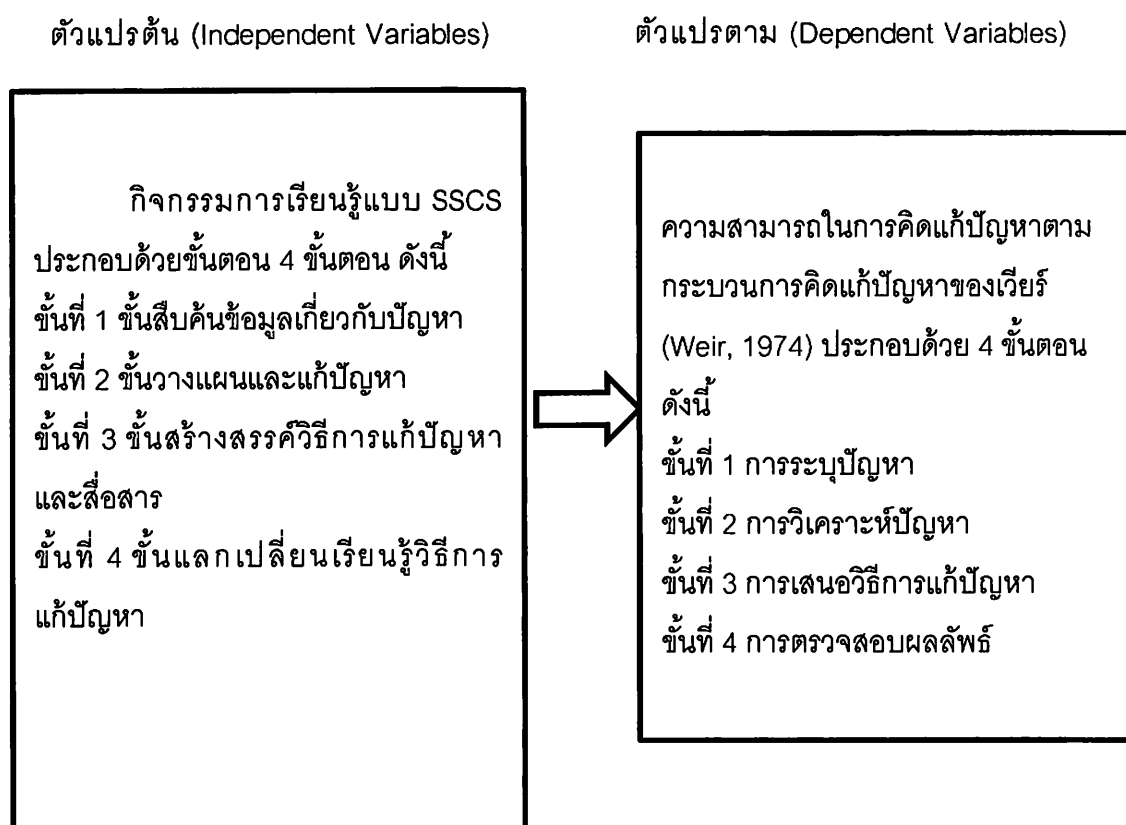 ตัวแปรต้น (Independent Variables)
ตัวแปรตาม (Dependent Variables)
กิจกรรมการเรียนรู้แบบ SSCS
ประกอบด้วยขั้นตอน 4 ขั้นตอน ดังนี้
ขั้นที่ 1 ขั้นสืบค้นข้อมูลเกี่ยวกับปัญหา
ขั้นที่ 2 ขั้นวางแผนและแก้ปัญหา
ขั้นที่ 3 ขั้นสร้างสรรค์วิธีการแก้ปัญหา
และสื่อสาร
ขั้นที่ 4 ขั้นแลกเปลี่ยนเรียนรู้วิธีการ
แก้ปัญหา
ความสามารถในการคิดแก้ปัญหาตาม
กระบวนการคิดแก้ปัญหาของเวียร์
(Weir, 1974) ประกอบด้วย 4 ขั้นตอน
ดังนี้
ขั้นที่ 1 การระบุปัญหา
ขั้นที่ 2 การวิเคราะห์ปัญหา
ขั้นที่ 3 การเสนอวิธีการแก้ปัญหา
ขั้นที่ 4 การตรวจสอบผลลัพธ์